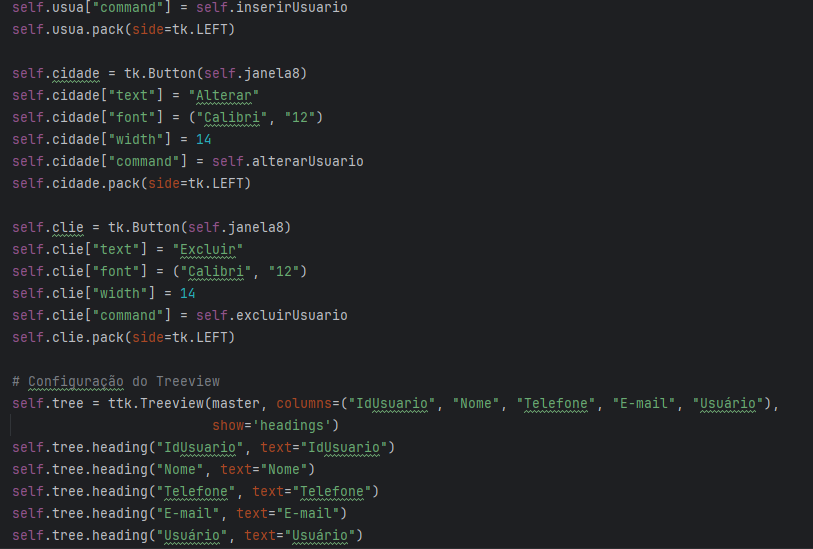 self.usua["command"] = self.inserirUsuario
self.usua.pack(side=tk.LEFT)
self.cidade = tk.Button(self.janela8)
self.cidade["text"] = "Alterar"
self.cidade["font"] = ("Calibri", "12")
self.cidade["width"] = 14
self.cidade["command"] = self.alterarUsuario
self.cidade.pack(side=tk.LEFT)
self.clie = tk.Button(self.janela8)
self.clie["text"] = "Excluir"
self.clie["font"] = ("Calibri", "12")
self.clie["width"] = 14
self.clie["command"] = self.excluirUsuario
self.clie.pack(side=tk.LEFT)
# Configuração do Treeview
self.tree = ttk.Treeview(master, columns=("IdUsuario", "Nome", "Telefone", "E-mail", "Usuário"),
show='headings')
self.tree.heading("IdUsuario", text="IdUsuario")
self.tree.heading("Nome", text="Nome")
self.tree.heading("Telefone", text="Telefone")
self.tree.heading("E-mail", text="E-mail")
self.tree.heading("Usuário", text="Usuário")